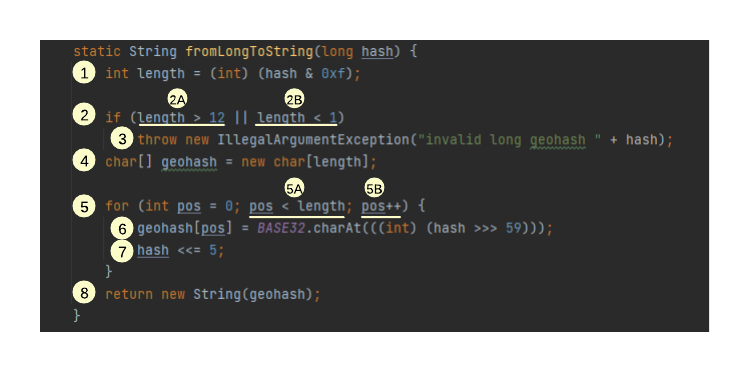 static String fromLongToString(long hash) {
1 int length = (int) (hash & 0xf);
2A 2B
2 if (length > 12 || length < 1)
3 throw new IllegalArgumentException("invalid long geohash " + hash);
4 char[] geohash = new char[length];
5A 5B
5 for (int pos = 0; pos < length; pos++) {
6 geohash[pos] = BASE32.charAt(((int) (hash >>> 59)));
7 hash <<= 5;
}
8 return new String(geohash);
}